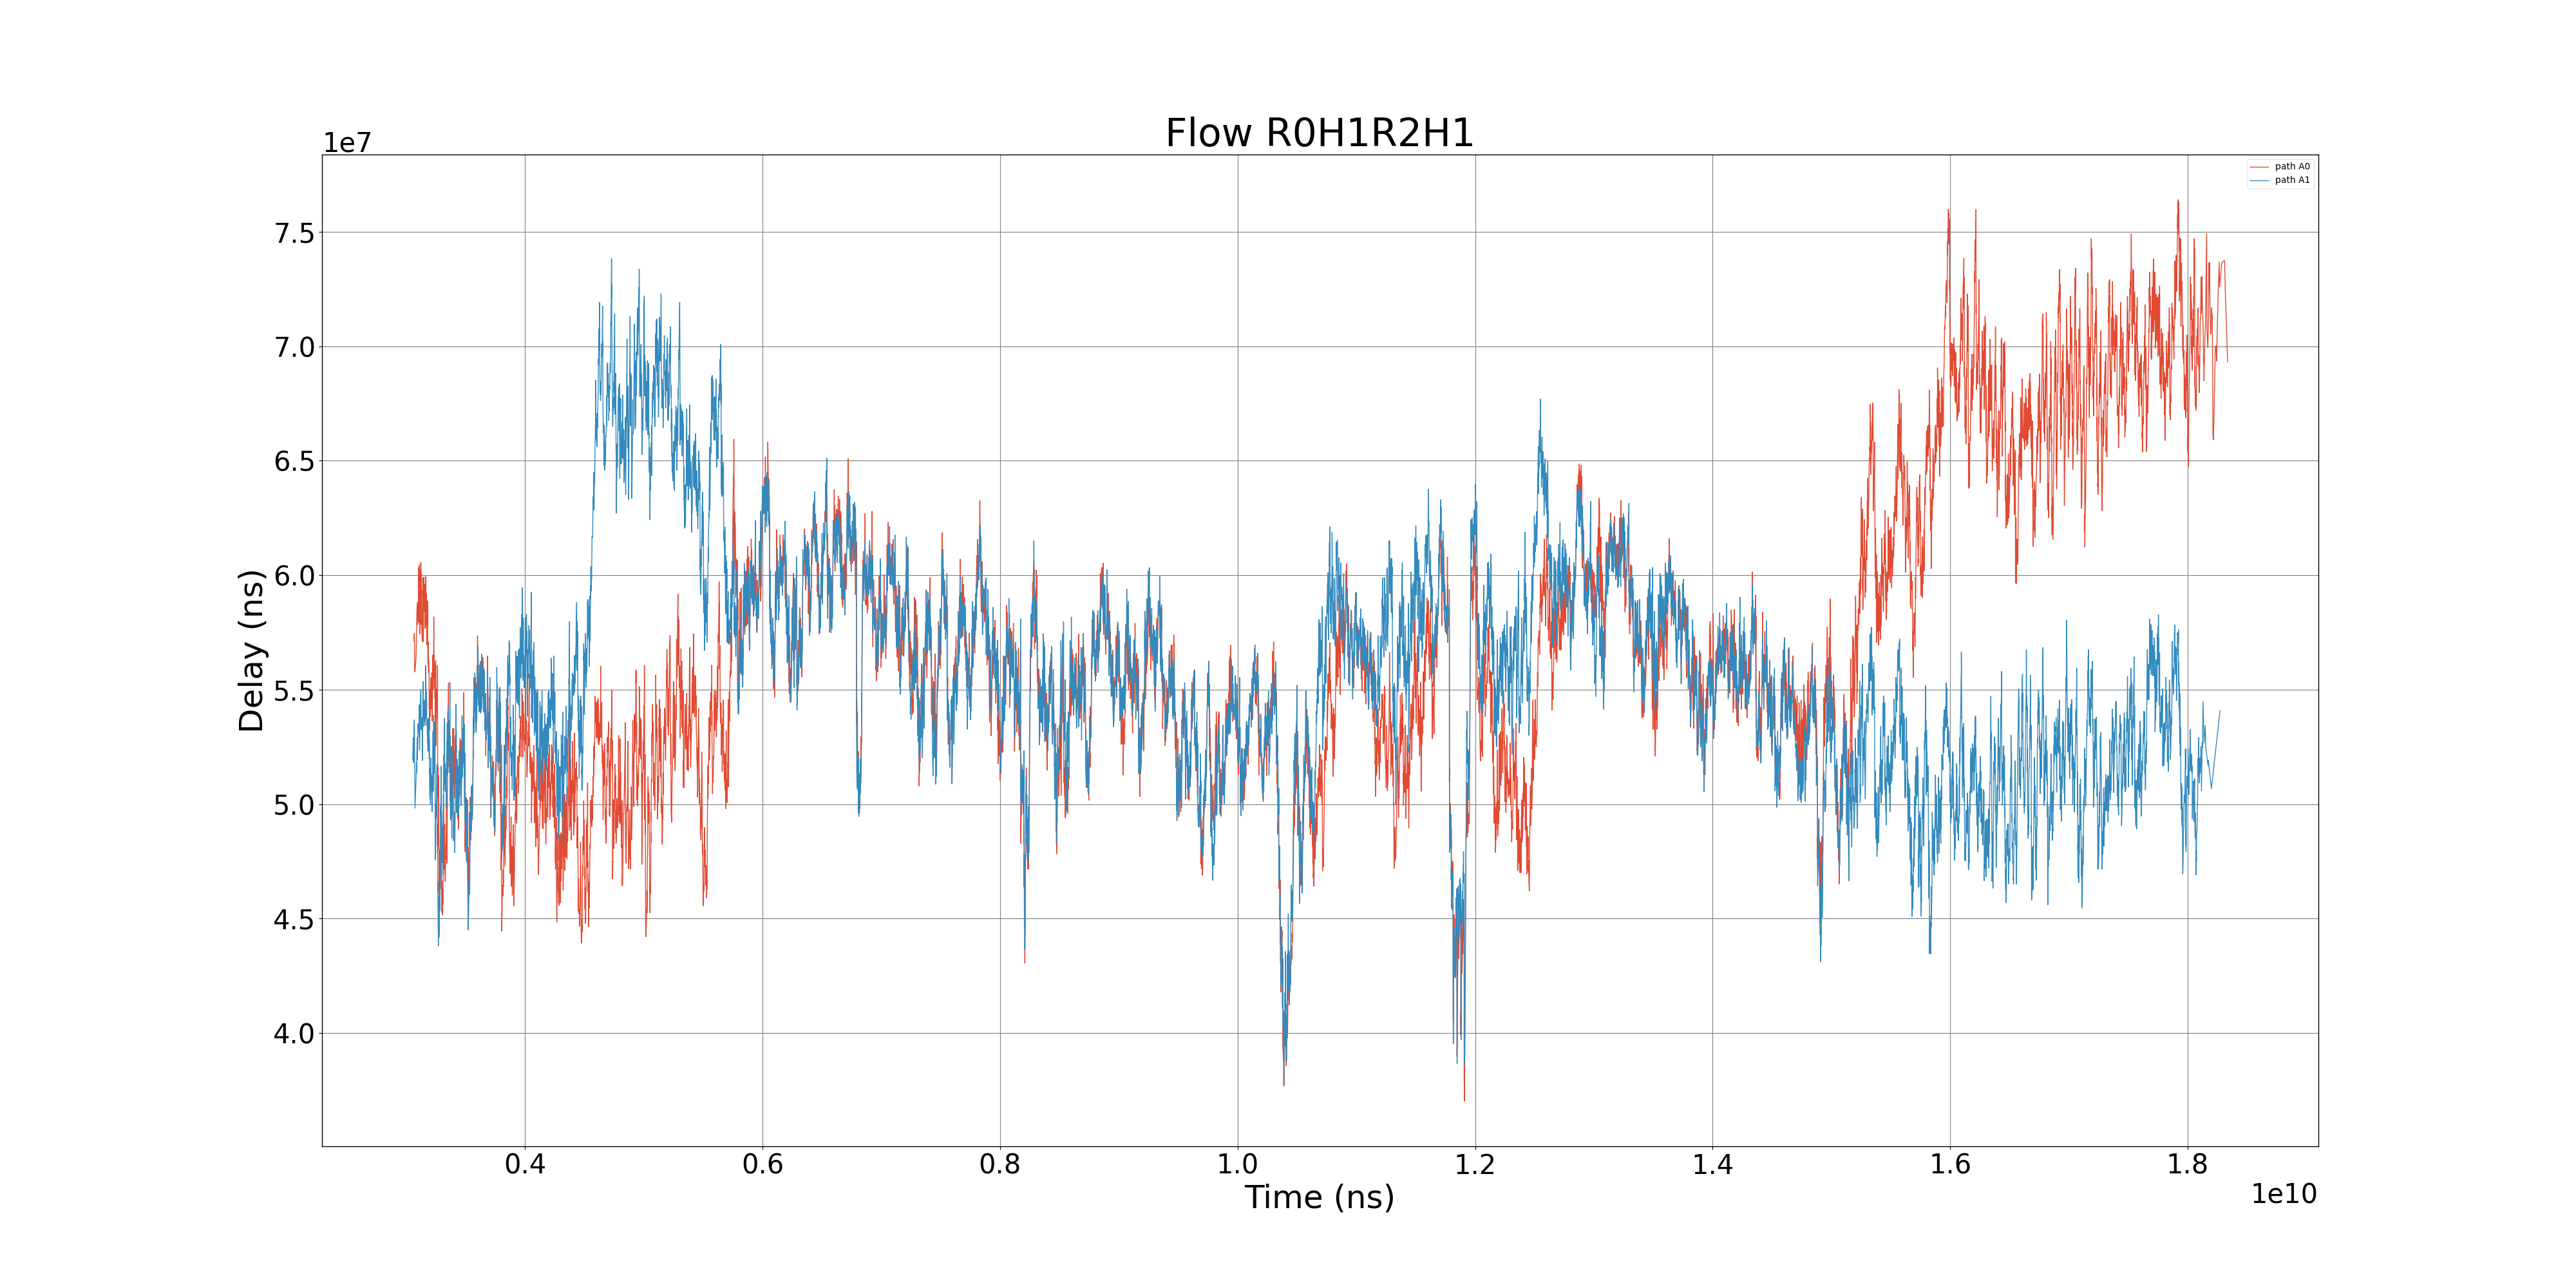 Flow R0H1R2H1
1e7
path A0
path A1
7.5
7.0
6.5
6.0
5.5
5.0
4.5
4.0
Delay (ns)
0.4 0.6 0.8 1.0 1.2 1.4 1.6 1.8
Time (ns)
1e10